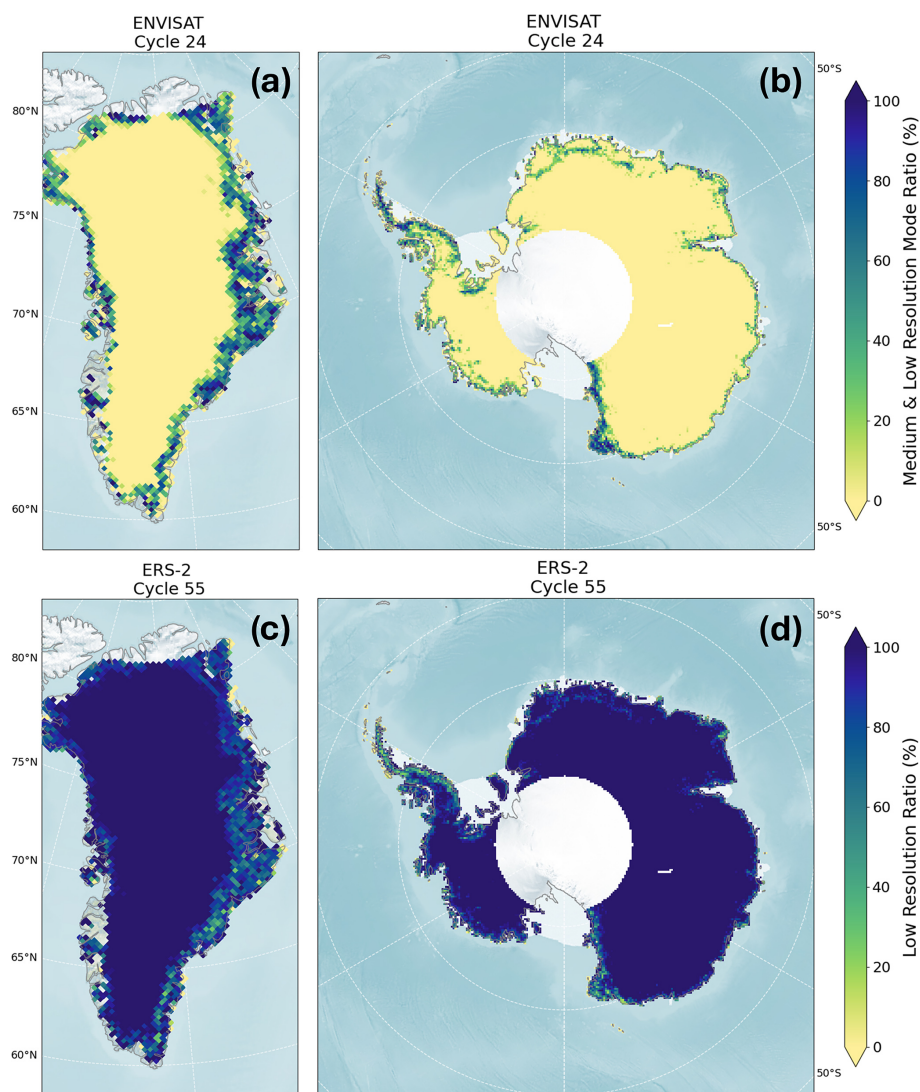 ENVISAT
Cycle 24
ENVISAT
Cycle 24
(a)
(b)
80°N
75°N
70°N
65°N
60°N
50°S
50°S
100
80
60
40
20
0
Medium & Low Resolution Mode Ratio (%)
ERS-2
Cycle 55
ERS-2
Cycle 55
(c)
(d)
80°N
75°N
70°N
65°N
60°N
50°S
50°S
100
80
60
40
20
0
Low Resolution Ratio (%)